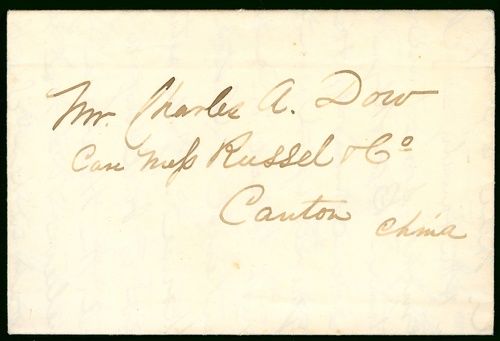 Mr. Charles A. Dow
Care Mess Russel & Co
Canton China